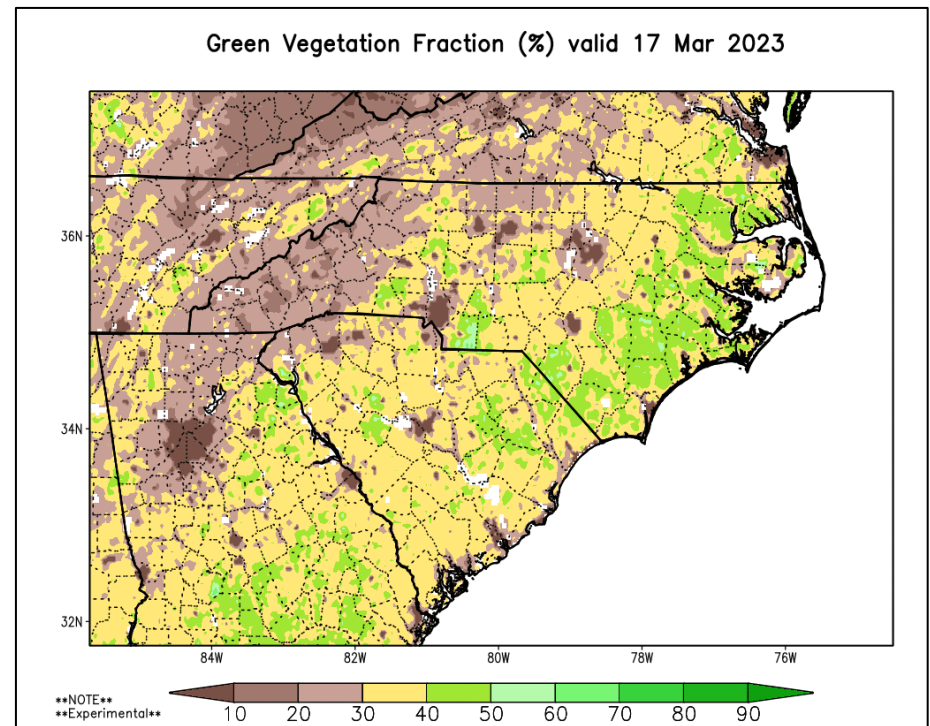 Green Vegetation Fraction (%) valid 17 Mar 2023
36N
34N
32N
84W 82W 80W 78W 76W
**NOTE**
**Experimental**
10 20 30 40 50 60 70 80 90